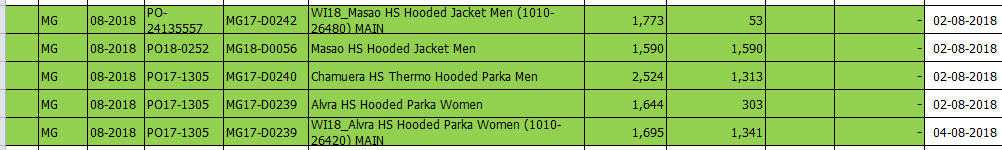 MG 08-2018 PO-24135557 MG17-D0242 WI18_Masao HS Hooded Jacket Men (1010-26480) MAIN 1,773 53 - 02-08-2018
MG 08-2018 PO18-0252 MG18-D0056 Masao HS Hooded Jacket Men 1,590 1,590 - 02-08-2018
MG 08-2018 PO17-1305 MG17-D0240 Chamuera HS Thermo Hooded Parka Men 2,524 1,313 - 02-08-2018
MG 08-2018 PO17-1305 MG17-D0239 Alvra HS Hooded Parka Women 1,644 303 - 02-08-2018
MG 08-2018 PO17-1305 MG17-D0239 WI18_Alvra HS Hooded Parka Women (1010-26420) MAIN 1,695 1,341 - 04-08-2018